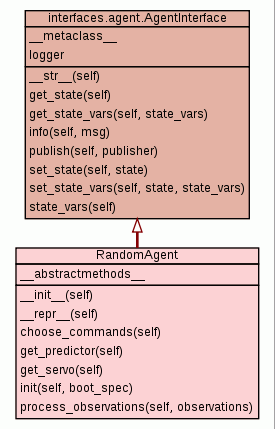 interfaces.agent.AgentInterface
__metaclass__
logger
__str__(self)
get_state(self)
get_state_vars(self, state_vars)
info(self, msg)
publish(self, publisher)
set_state(self, state)
set_state_vars(self, state, state_vars)
state_vars(self)
RandomAgent
__abstractmethods__
__init__(self)
__repr__(self)
choose_commands(self)
get_predictor(self)
get_servo(self)
init(self, boot_spec)
process_observations(self, observations)